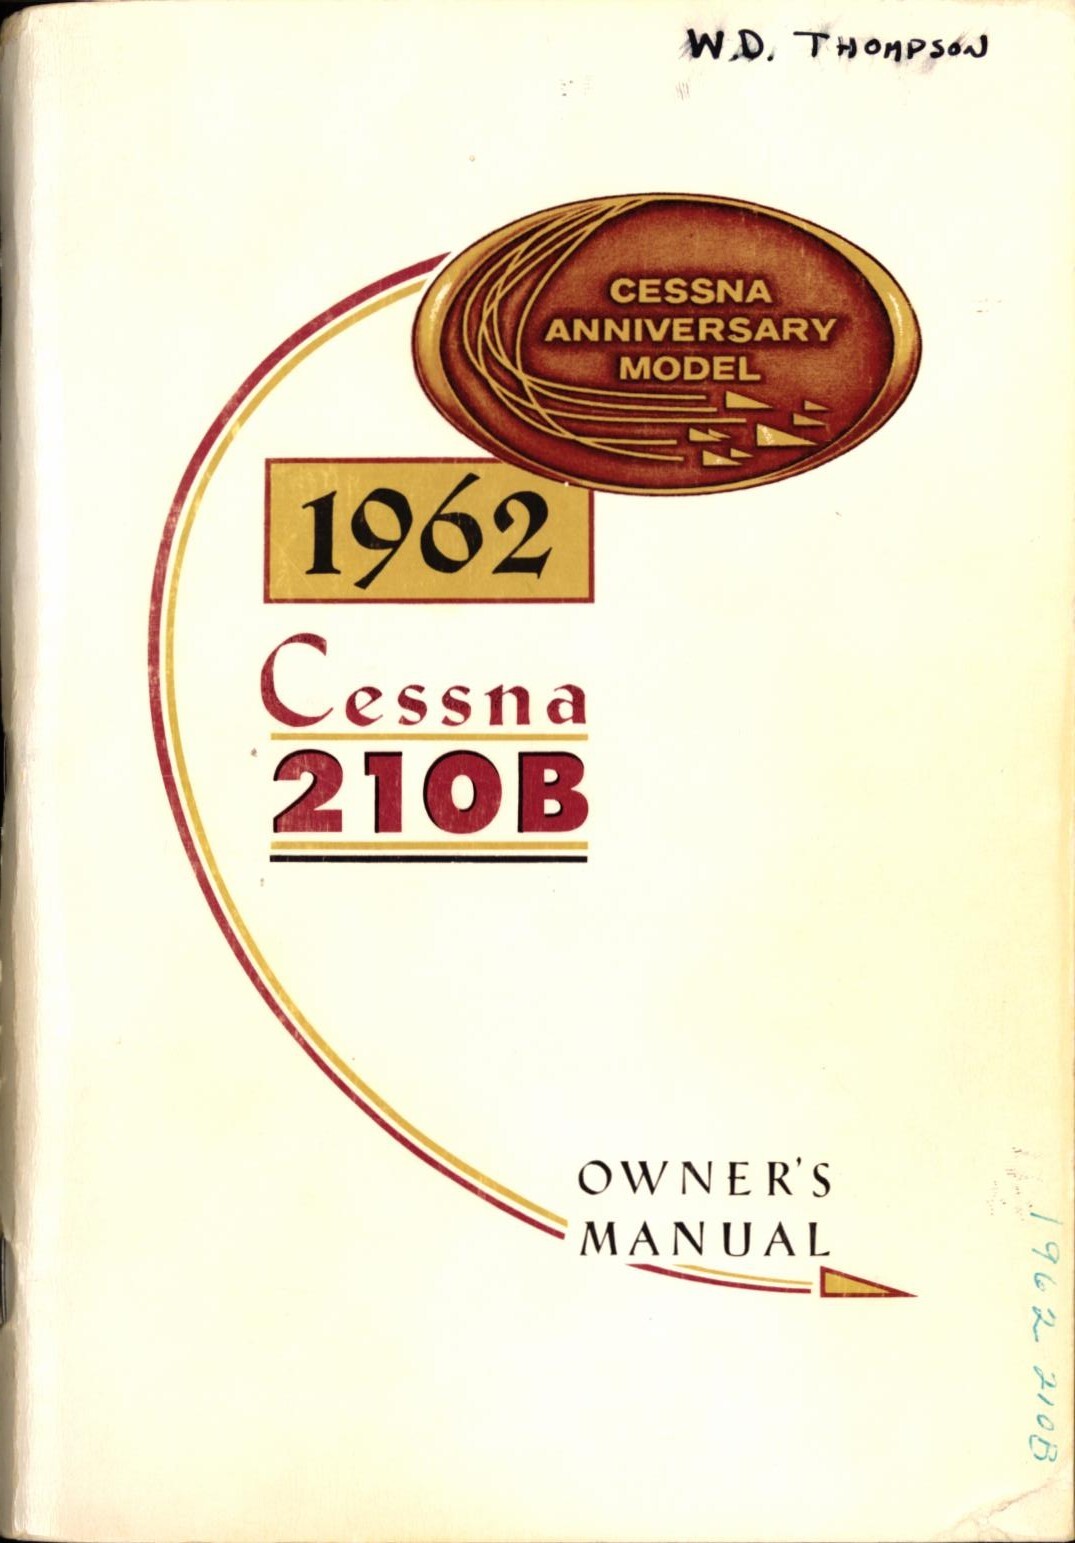 W.D. THOMPSON
CESSNA
ANNIVERSARY
MODEL
1962
Cessna
210B
OWNER'S
MANUAL
1962 210B